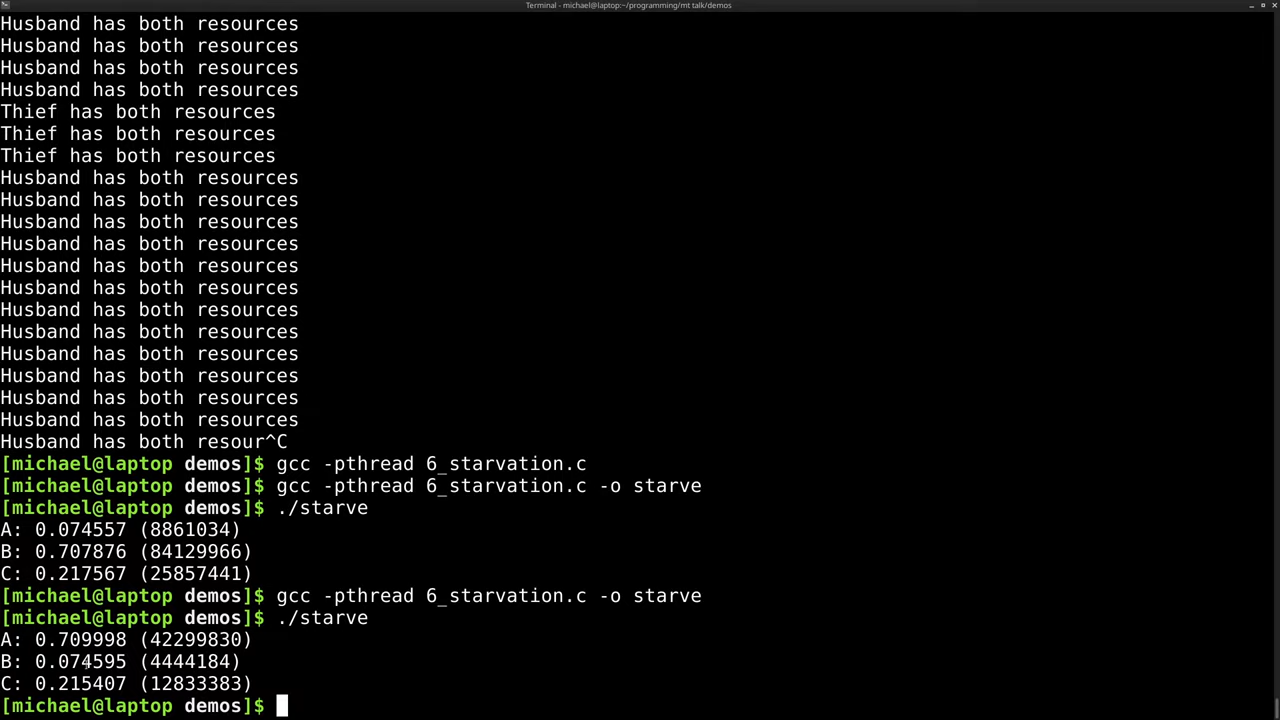 Terminal - michael@laptop:~/programming/mt talk/demos
Husband has both resources
Husband has both resources
Husband has both resources
Husband has both resources
Thief has both resources
Thief has both resources
Thief has both resources
Husband has both resources
Husband has both resources
Husband has both resources
Husband has both resources
Husband has both resources
Husband has both resources
Husband has both resources
Husband has both resources
Husband has both resources
Husband has both resources
Husband has both resources
Husband has both resources
Husband has both resour^C
[michael@laptop demos]$ gcc -pthread 6_starvation.c
[michael@laptop demos]$ gcc -pthread 6_starvation.c -o starve
[michael@laptop demos]$ ./starve
A: 0.074557 (8861034)
B: 0.707876 (84129966)
C: 0.217567 (25857441)
[michael@laptop demos]$ gcc -pthread 6_starvation.c -o starve
[michael@laptop demos]$ ./starve
A: 0.709998 (42299830)
B: 0.074595 (4444184)
C: 0.215407 (12833383)
[michael@laptop demos]$